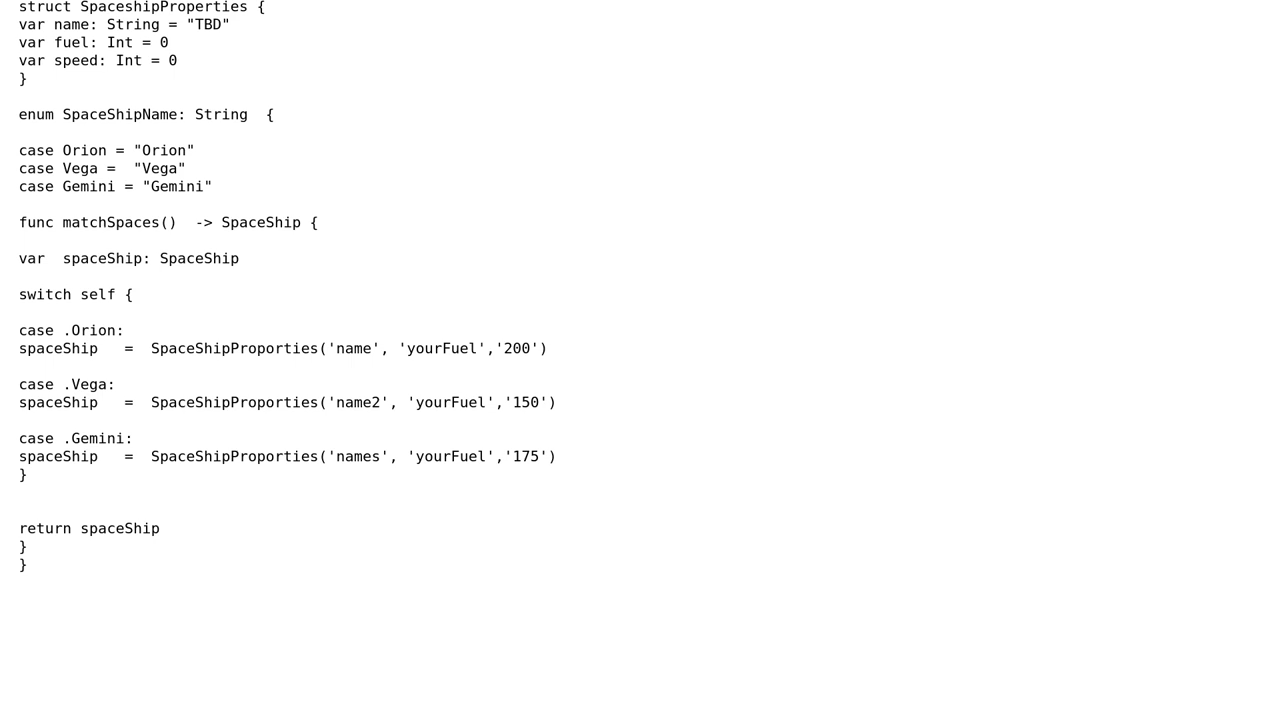 struct SpaceshipProperties {
var name: String = "TBD"
var fuel: Int = 0
var speed: Int = 0
}
enum SpaceShipName: String  {
case Orion = "Orion"
case Vega =  "Vega"
case Gemini = "Gemini"
func matchSpaces()  -> SpaceShip {
var  spaceShip: SpaceShip
switch self {
case .Orion:
spaceShip   =  SpaceShipProporties('name', 'yourFuel','200')
case .Vega:
spaceShip   =  SpaceShipProporties('name2', 'yourFuel','150')
case .Gemini:
spaceShip   =  SpaceShipProporties('names', 'yourFuel','175')
}
return spaceShip
}
}